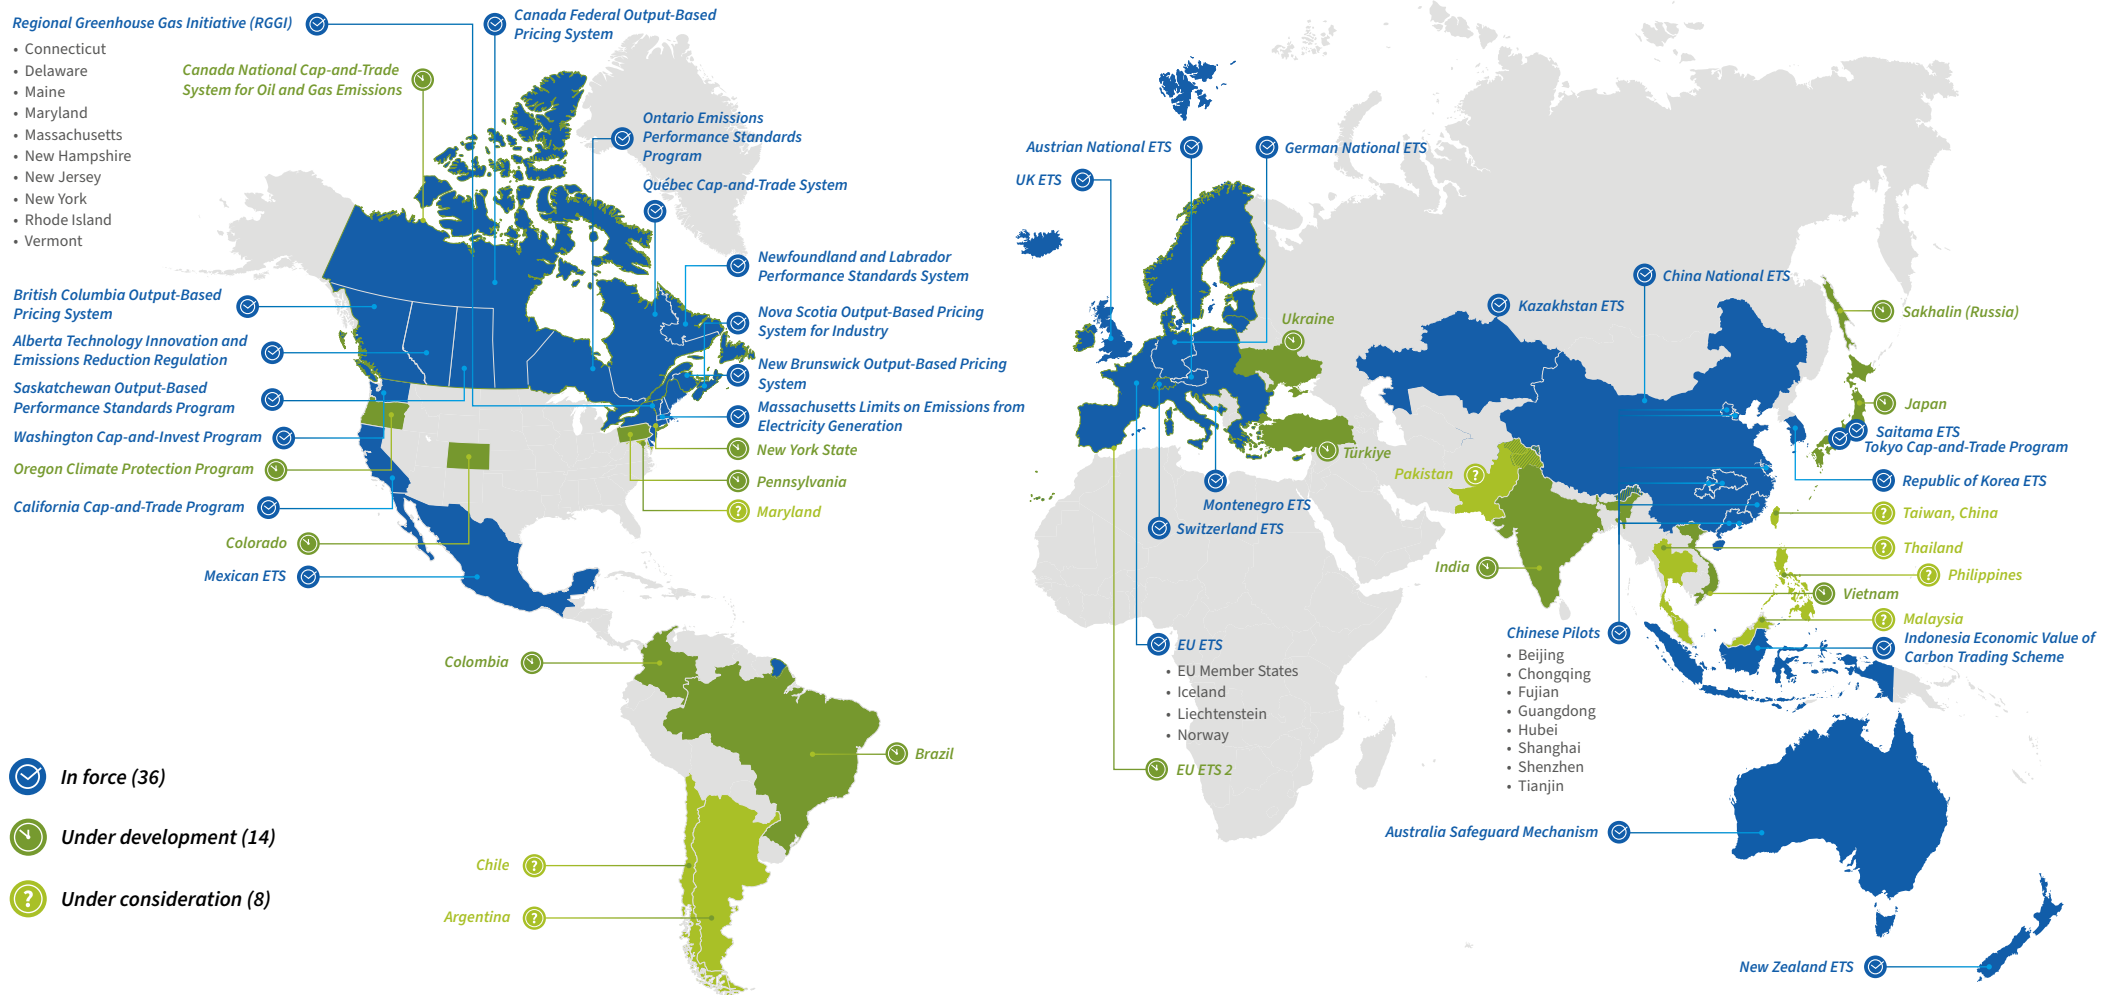 Regional Greenhouse Gas Initiative (RGGI)
• Connecticut
• Delaware
• Maine
• Maryland
• Massachusetts
• New Hampshire
• New Jersey
• New York
• Rhode Island
• Vermont
Canada National Cap-and-Trade
System for Oil and Gas Emissions
Canada Federal Output-Based
Pricing System
Ontario Emissions
Performance Standards
Program
Québec Cap-and-Trade System
Newfoundland and Labrador
Performance Standards System
Nova Scotia Output-Based Pricing
System for Industry
New Brunswick Output-Based Pricing
System
Massachusetts Limits on Emissions from
Electricity Generation
New York State
Pennsylvania
? Maryland
British Columbia Output-Based
Pricing System
Alberta Technology Innovation and
Emissions Reduction Regulation
Saskatchewan Output-Based
Performance Standards Program
Washington Cap-and-Invest Program
Oregon Climate Protection Program
California Cap-and-Trade Program
Colorado
Mexican ETS
Colombia
Brazil
Chile ?
Argentina ?
In force (36)
Under development (14)
? Under consideration (8)
Austrian National ETS
German National ETS
UK ETS
Ukraine
Türkiye
Montenegro ETS
Switzerland ETS
EU ETS
• EU Member States
• Iceland
• Liechtenstein
• Norway
EU ETS 2
Kazakhstan ETS
China National ETS
Pakistan ?
India
Chinese Pilots
• Beijing
• Chongqing
• Fujian
• Guangdong
• Hubei
• Shanghai
• Shenzhen
• Tianjin
Sakhalin (Russia)
Japan
Saitama ETS
Tokyo Cap-and-Trade Program
Republic of Korea ETS
? Taiwan, China
? Thailand
? Philippines
Vietnam
? Malaysia
Indonesia Economic Value of
Carbon Trading Scheme
Australia Safeguard Mechanism
New Zealand ETS